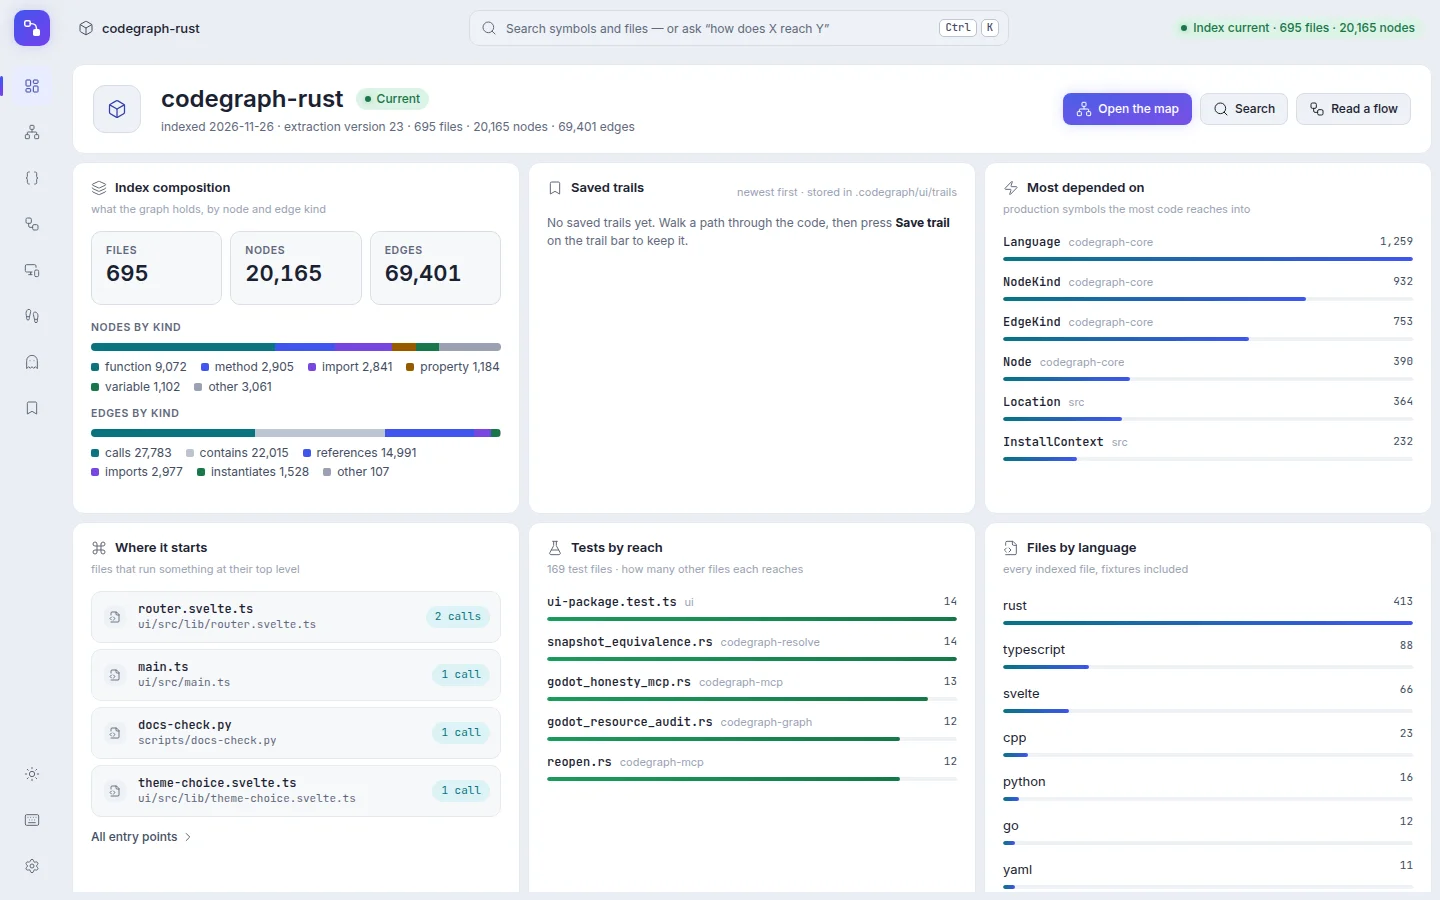 codegraph-rust
Search symbols and files — or ask “how does X reach Y”
Ctrl K
Index current · 695 files · 20,165 nodes
codegraph-rust
Current
indexed 2026-11-26 · extraction version 23 · 695 files · 20,165 nodes · 69,401 edges
Open the map
Search
Read a flow
Index composition
what the graph holds, by node and edge kind
FILES
695
NODES
20,165
EDGES
69,401
NODES BY KIND
function 9,072 method 2,905 import 2,841 property 1,184
variable 1,102 other 3,061
EDGES BY KIND
calls 27,783 contains 22,015 references 14,991
imports 2,977 instantiates 1,528 other 107
Saved trails
newest first · stored in .codegraph/ui/trails
No saved trails yet. Walk a path through the code, then press Save trail
on the trail bar to keep it.
Most depended on
production symbols the most code reaches into
Language codegraph-core 1,259
NodeKind codegraph-core 932
EdgeKind codegraph-core 753
Node codegraph-core 390
Location src 364
InstallContext src 232
Where it starts
files that run something at their top level
router.svelte.ts
ui/src/lib/router.svelte.ts
2 calls
main.ts
ui/src/main.ts
1 call
docs-check.py
scripts/docs-check.py
1 call
theme-choice.svelte.ts
ui/src/lib/theme-choice.svelte.ts
1 call
All entry points
Tests by reach
169 test files · how many other files each reaches
ui-package.test.ts ui 14
snapshot_equivalence.rs codegraph-resolve 14
godot_honesty_mcp.rs codegraph-mcp 13
godot_resource_audit.rs codegraph-graph 12
reopen.rs codegraph-mcp 12
Files by language
every indexed file, fixtures included
rust 413
typescript 88
svelte 66
cpp 23
python 16
go 12
yaml 11